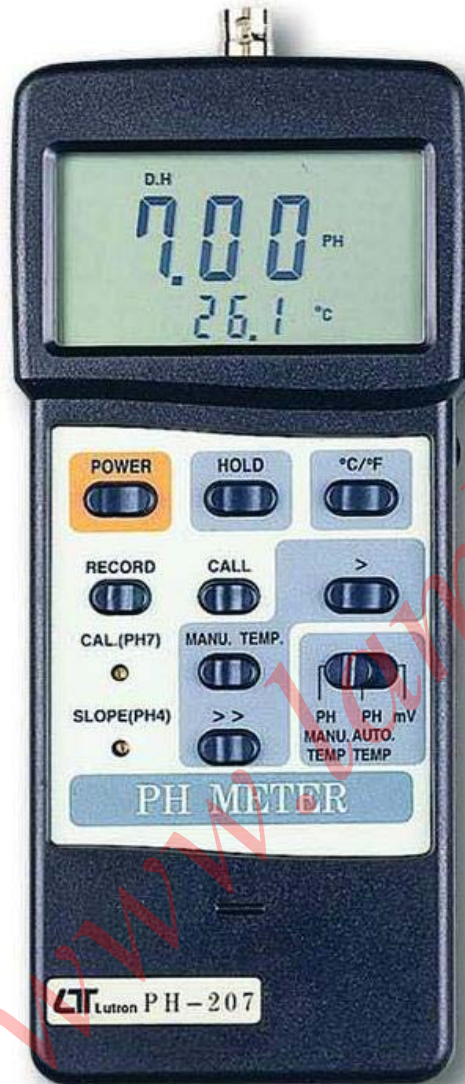 D.H
7.00 PH
26.1 °C
POWER HOLD °C/°F
RECORD CALL >
CAL.(PH7) MANU. TEMP.
SLOPE(PH4) >> PH PH mV
MANU. AUTO.
TEMP TEMP
PH METER
LT Lutron PH-207